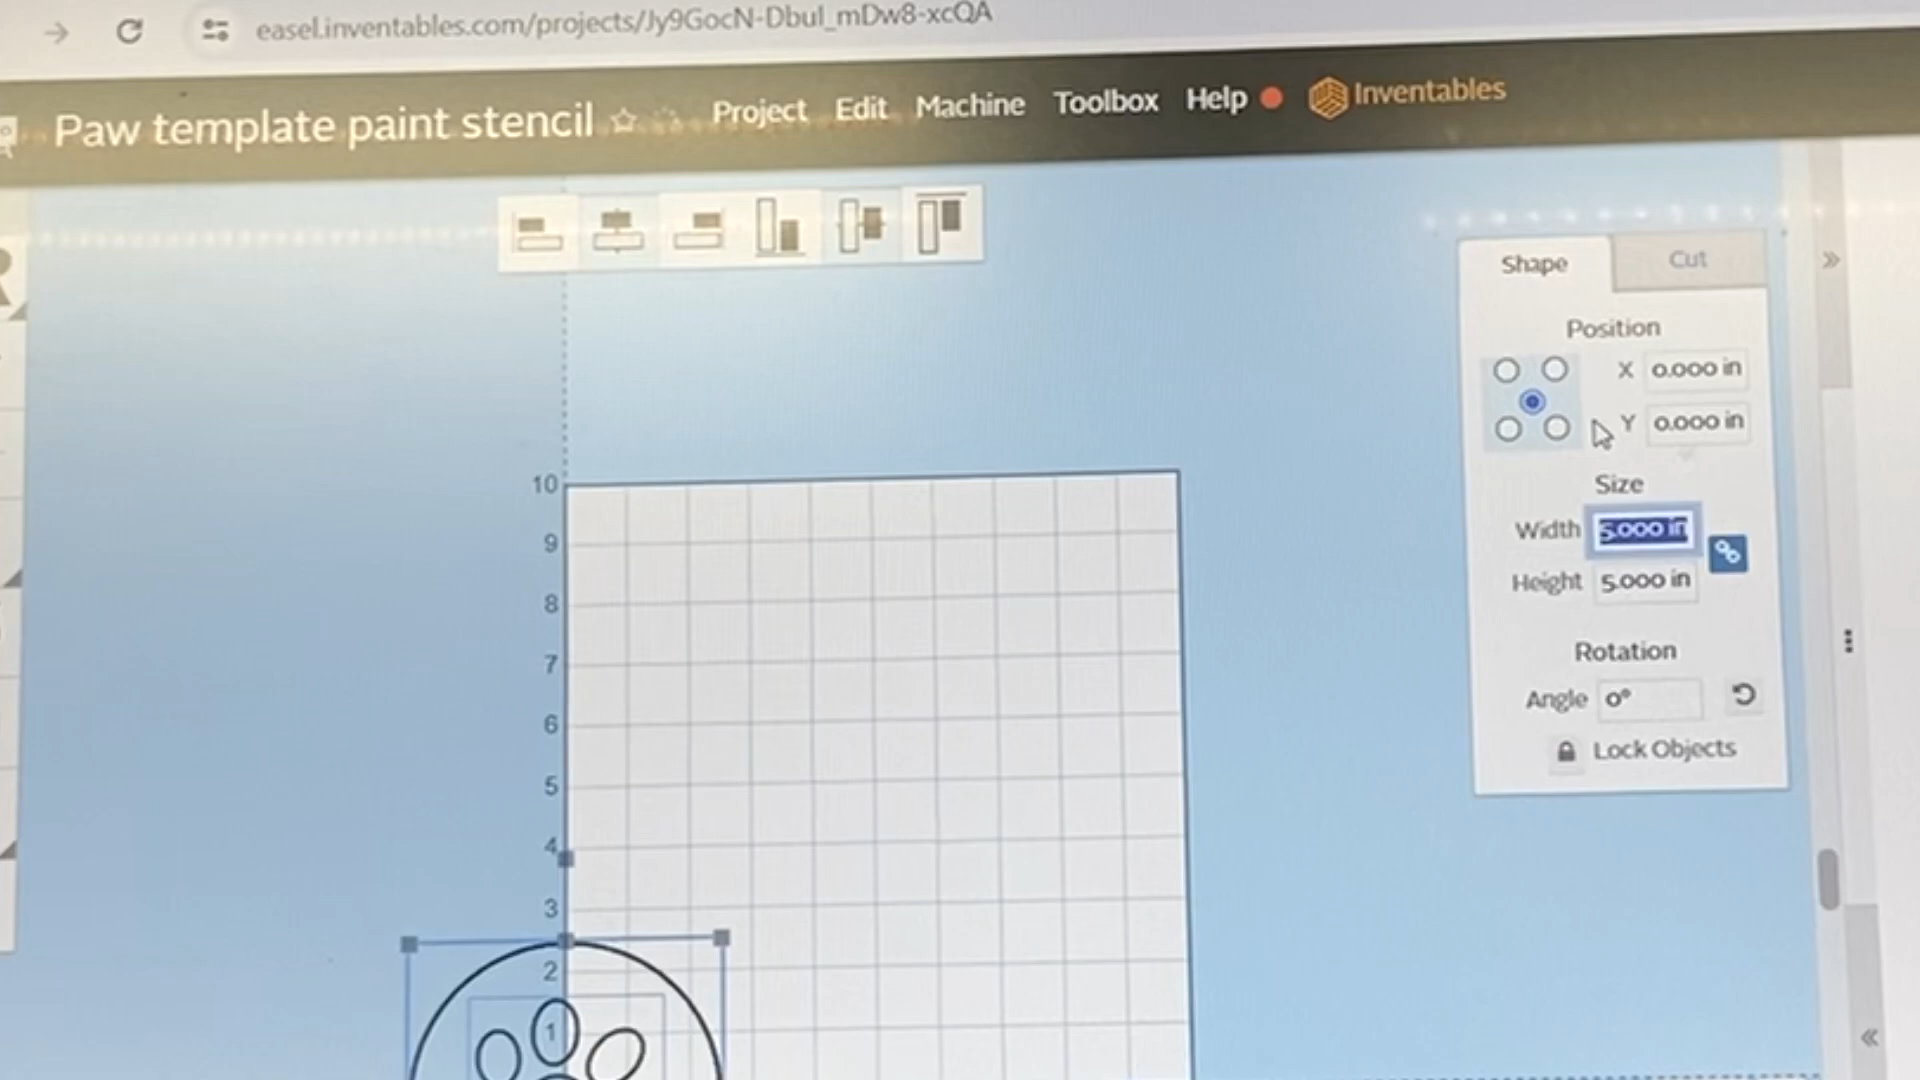 easel.inventables.com/projects/Jy9GocN-Dbul_mDw8-xcQA
Paw template paint stencil Project Edit Machine Toolbox Help Inventables
Shape Cut
Position
X 0.000 in
Y 0.000 in
Size
Width 5.000 in
Height 5.000 in
Rotation
Angle 0°
Lock Objects
10
9
8
7
6
5
4
3
2
1